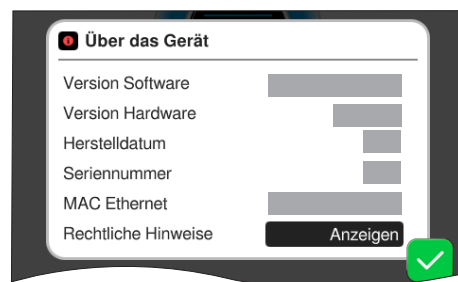 Über das Gerät
Version Software
Version Hardware
Herstelldatum
Seriennummer
MAC Ethernet
Rechtliche Hinweise Anzeigen